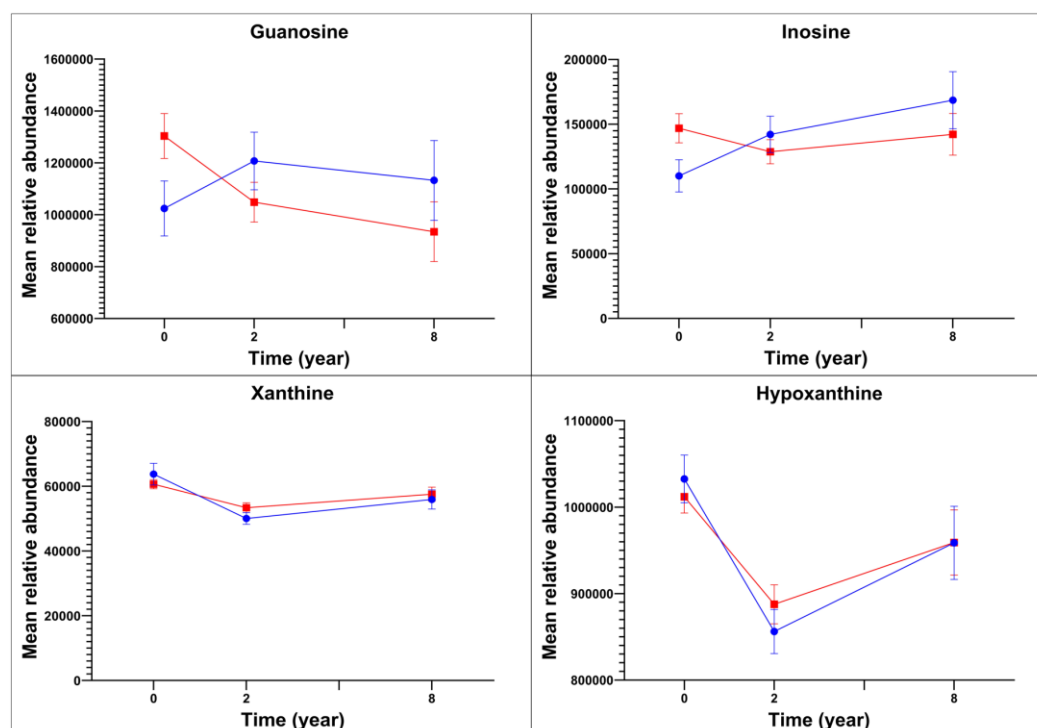 Guanosine
Mean relative abundance
1600000
1400000
1200000
1000000
800000
600000
0
2
8
Time (year)
Inosine
Mean relative abundance
200000
150000
100000
50000
0
0
2
8
Time (year)
Xanthine
Mean relative abundance
80000
60000
40000
20000
0
0
2
8
Time (year)
Hypoxanthine
Mean relative abundance
1100000
1000000
900000
800000
0
2
8
Time (year)